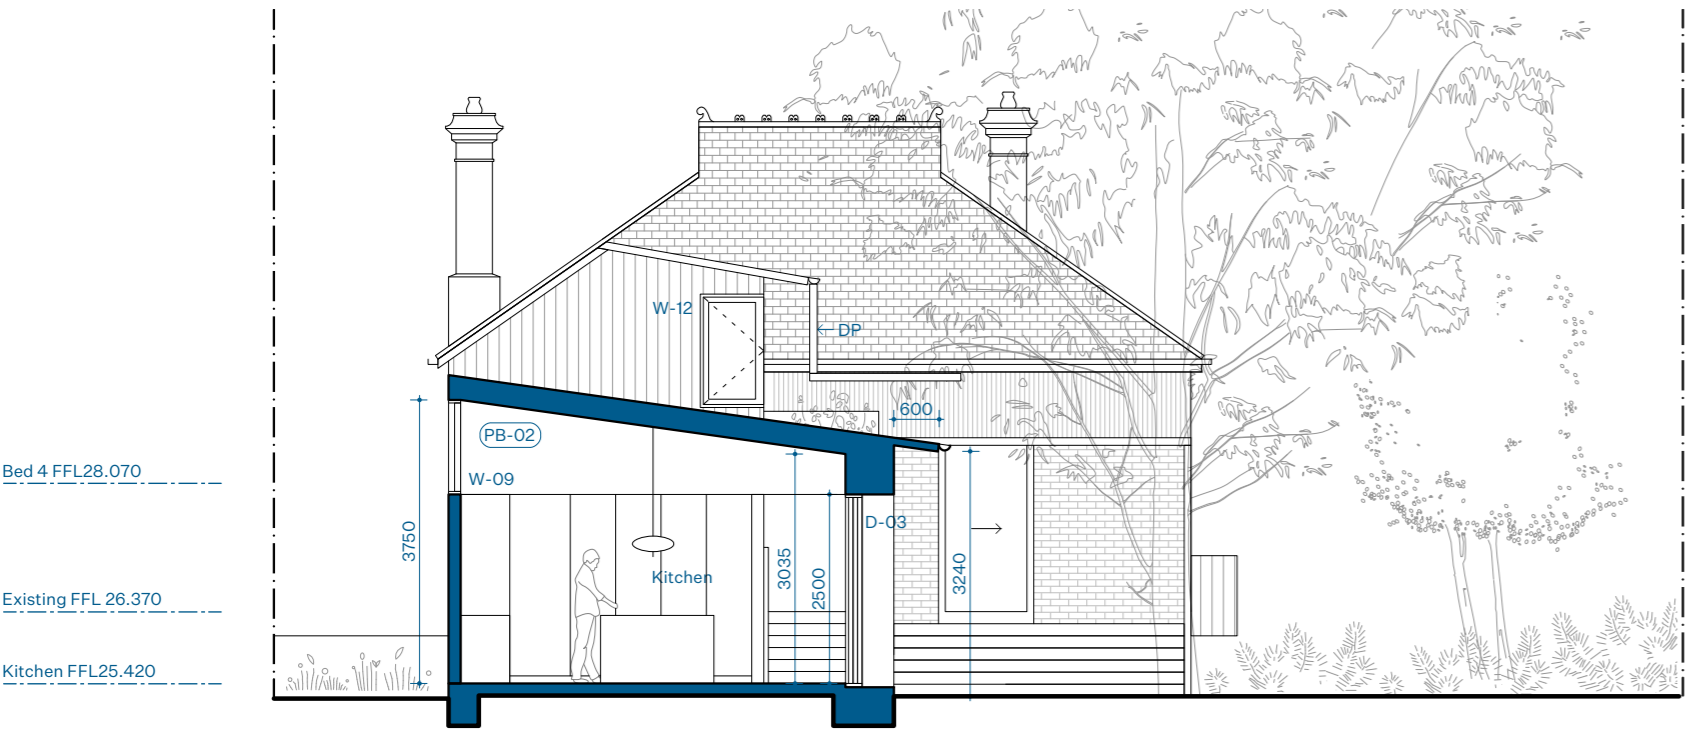 W-12
DP
600
PB-02
Bed 4 FFL28.070
W-09
D-03
3750
3035
2500
3240
Kitchen
Existing FFL 26.370
Kitchen FFL25.420